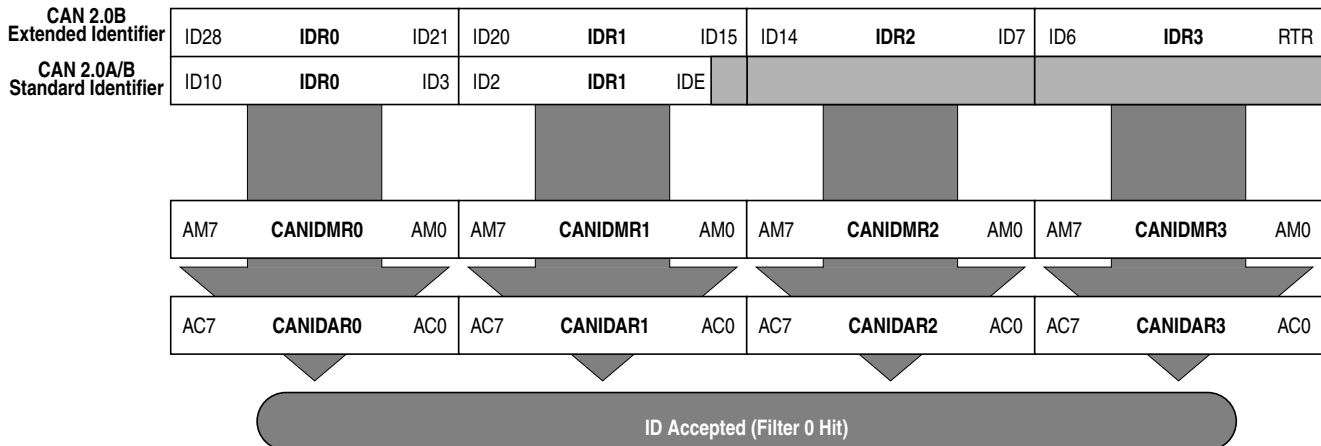 CAN 2.0B
Extended Identifier
ID28 IDR0 ID21 ID20 IDR1 ID15 ID14 IDR2 ID7 ID6 IDR3 RTR
CAN 2.0A/B
Standard Identifier
ID10 IDR0 ID3 ID2 IDR1 IDE
AM7 CANIDMR0 AM0 AM7 CANIDMR1 AM0 AM7 CANIDMR2 AM0 AM7 CANIDMR3 AM0
AC7 CANIDAR0 AC0 AC7 CANIDAR1 AC0 AC7 CANIDAR2 AC0 AC7 CANIDAR3 AC0
ID Accepted (Filter 0 Hit)